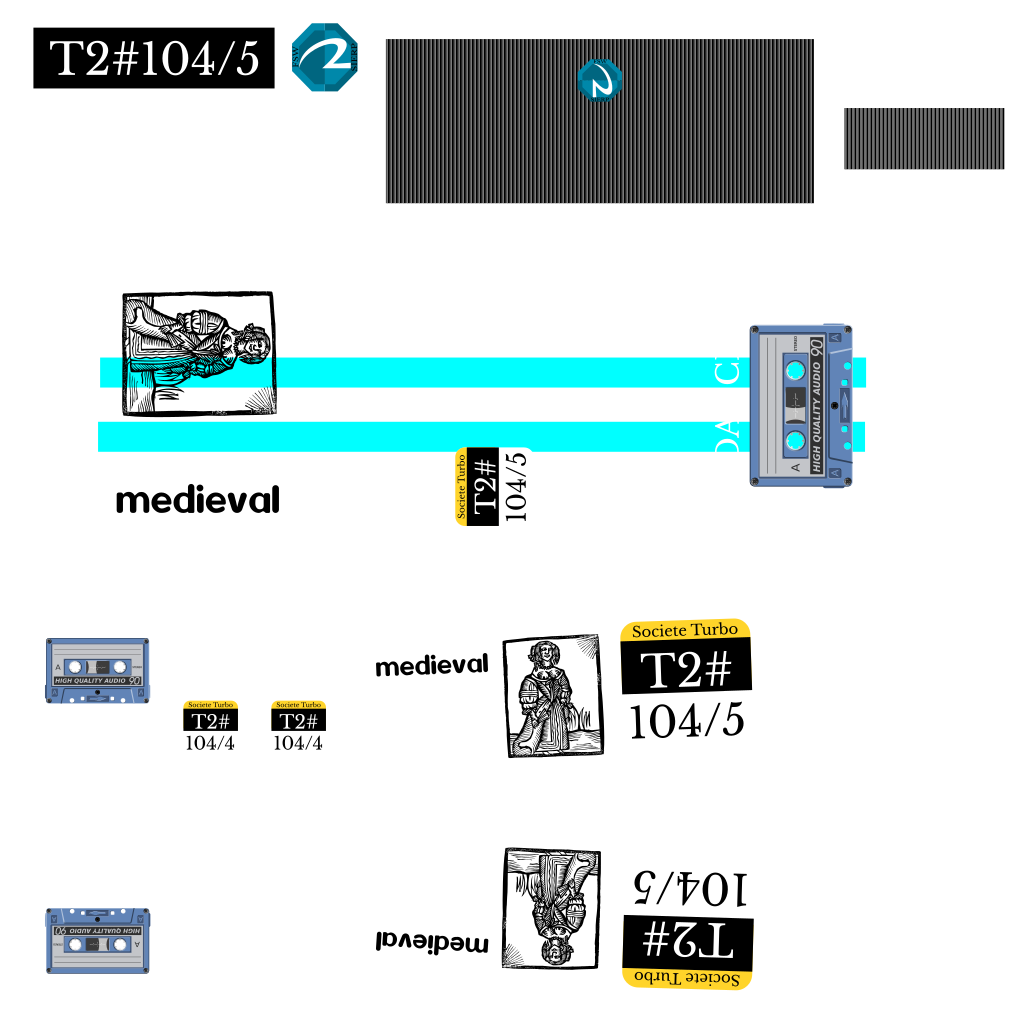 T2#104/5
medieval
Societe Turbo
T2#
104/5
A
HIGH QUALITY AUDIO 90
A
HIGH QUALITY AUDIO 90
Societe Turbo
T2#
104/4
Societe Turbo
T2#
104/4
medieval
Societe Turbo
T2#
104/5
A
HIGH QUALITY AUDIO 90
medieval
104/5
T2#
Societe Turbo